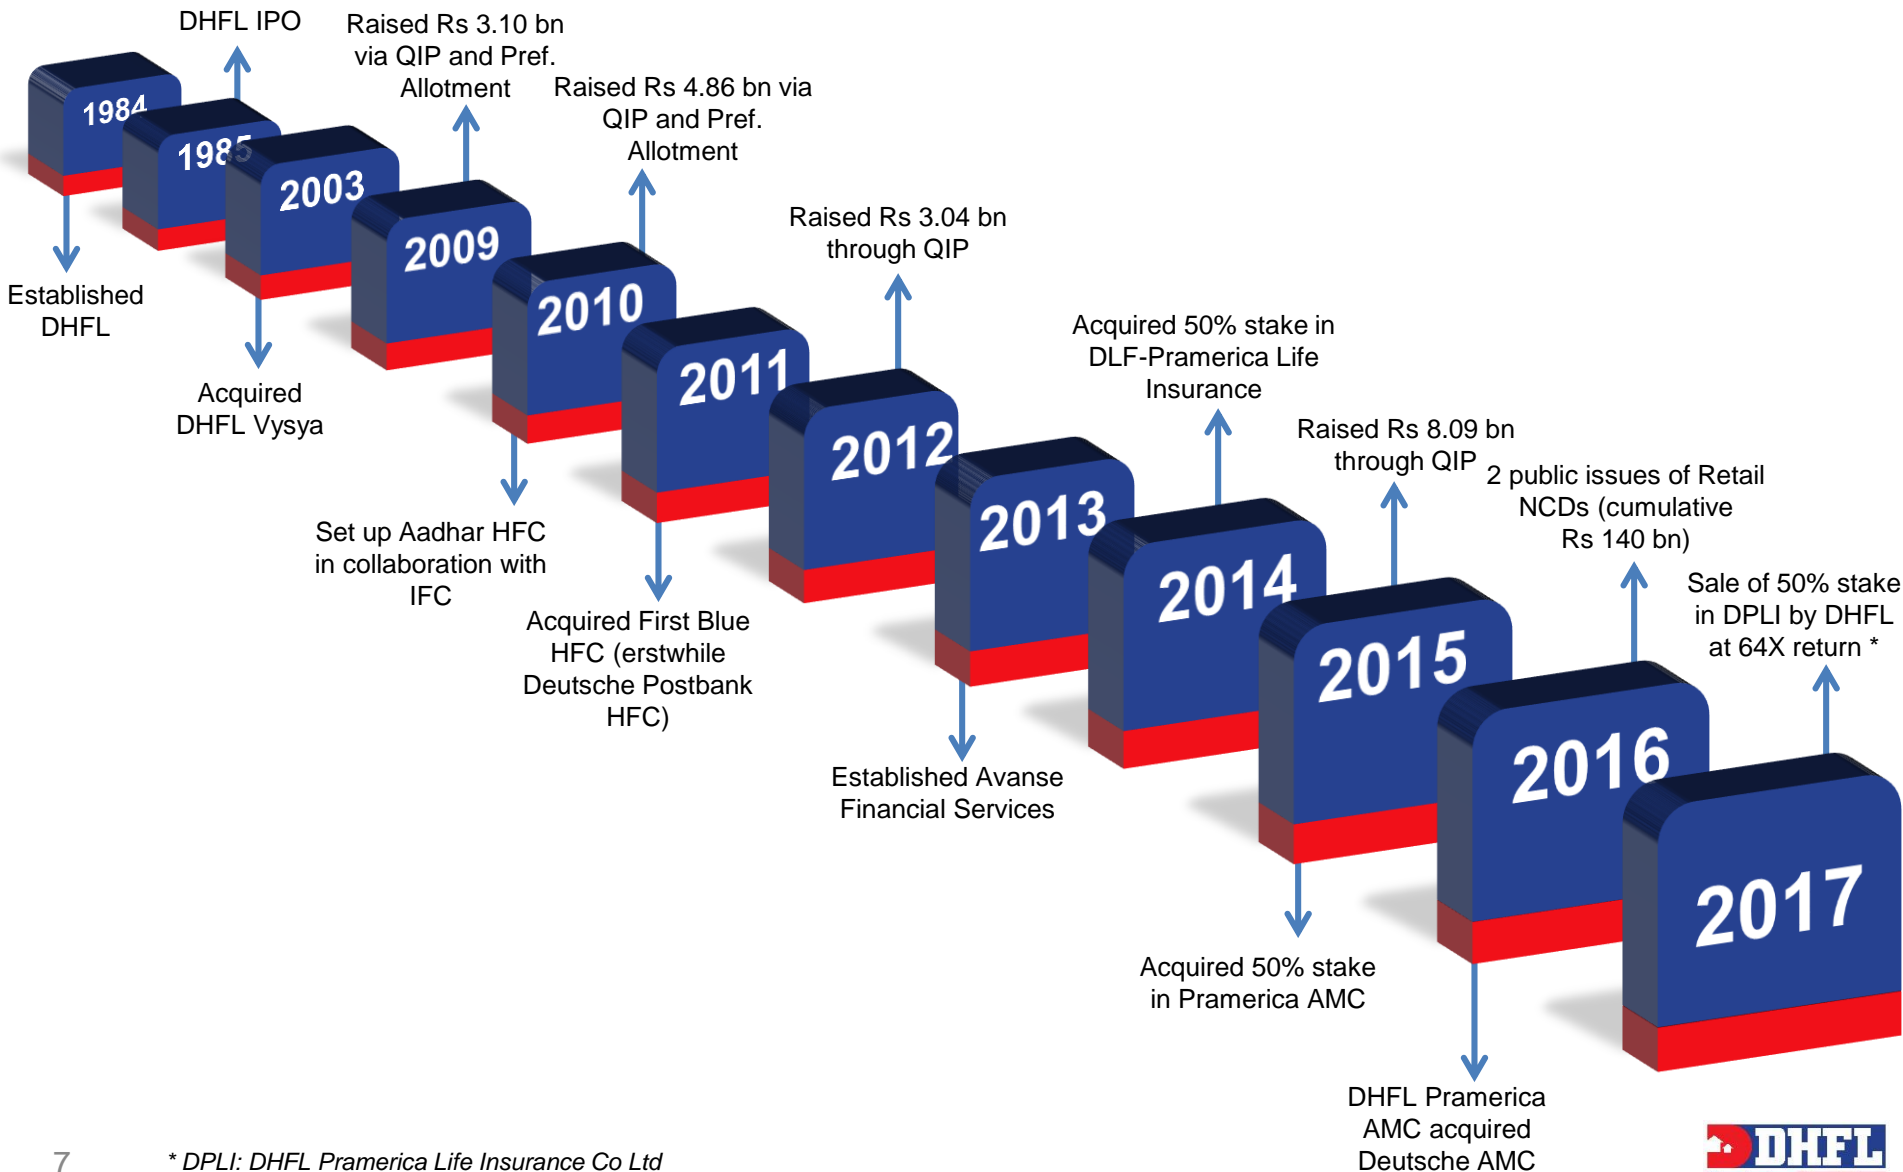 DHFL IPO
Raised Rs 3.10 bn
via QIP and Pref.
Allotment
Raised Rs 4.86 bn via
QIP and Pref.
Allotment
1984
1985
2003
2009
2010
2011
2012
2013
2014
2015
2016
2017
Established
DHFL
Acquired
DHFL Vysya
Raised Rs 3.04 bn
through QIP
Set up Aadhar HFC
in collaboration with
IFC
Acquired First Blue
HFC (erstwhile
Deutsche Postbank
HFC)
Acquired 50% stake in
DLF-Pramerica Life
Insurance
Raised Rs 8.09 bn
through QIP
2 public issues of Retail
NCDs (cumulative
Rs 140 bn)
Sale of 50% stake
in DPLI by DHFL
at 64X return *
Established Avanse
Financial Services
Acquired 50% stake
in Pramerica AMC
DHFL Pramerica
AMC acquired
Deutsche AMC
7
* DPLI: DHFL Pramerica Life Insurance Co Ltd
DHFL